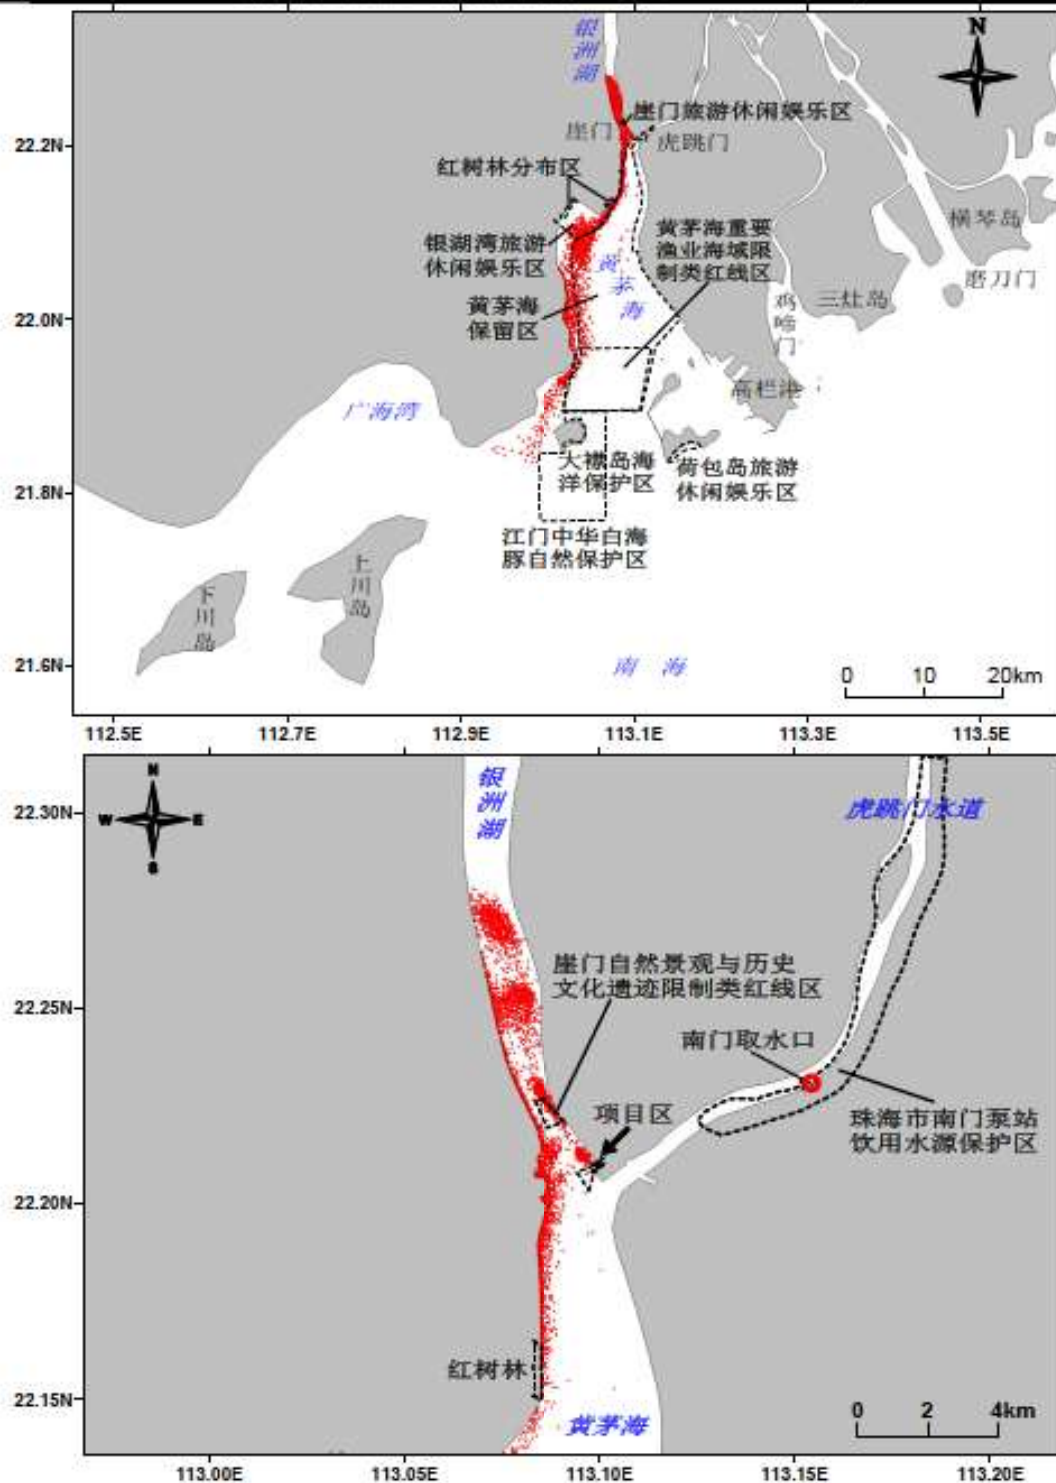 N
银洲湖
崖门旅游休闲娱乐区
崖门
虎跳门
22.2N
红树林分布区
横琴岛
黄茅海重要
渔业海域限
制类红线区
银湖湾旅游
休闲娱乐区
黄茅海
磨刀门
鸡啼门
三灶岛
黄茅海
保留区
22.0N
高栏港
广海湾
大襟岛海
洋保护区
荷包岛旅游
休闲娱乐区
21.8N
江门中华白海
豚自然保护区
上川岛
下川岛
21.6N
南 海
0 10 20km
112.5E 112.7E 112.9E 113.1E 113.3E 113.5E
N
W E
S
银洲湖
虎跳门水道
22.30N
崖门自然景观与历史
文化遗迹限制类红线区
22.25N
南门取水口
项目区
珠海市南门泵站
饮用水源保护区
22.20N
红树林
22.15N
黄茅海
0 2 4km
113.00E 113.05E 113.10E 113.15E 113.20E